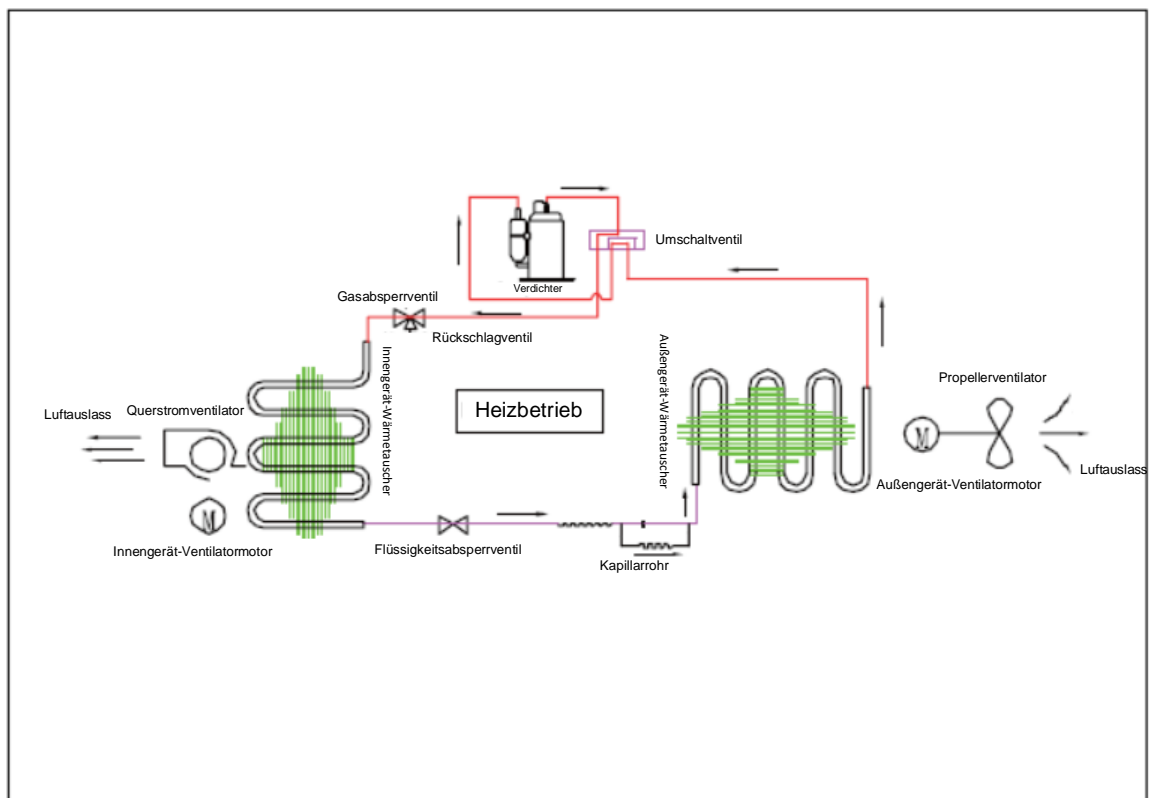 Umschaltventil
Verdichter
Gasabsperrventil
Rückschlagventil
Innengerät-Wärmetauscher
Außengerät-Wärmetauscher
Propellerventilator
Heizbetrieb
Luftauslass
Querstromventilator
M
Luftauslass
Außengerät-Ventilatormotor
M
Innengerät-Ventilatormotor
Flüssigkeitsabsperrventil
Kapillarrohr